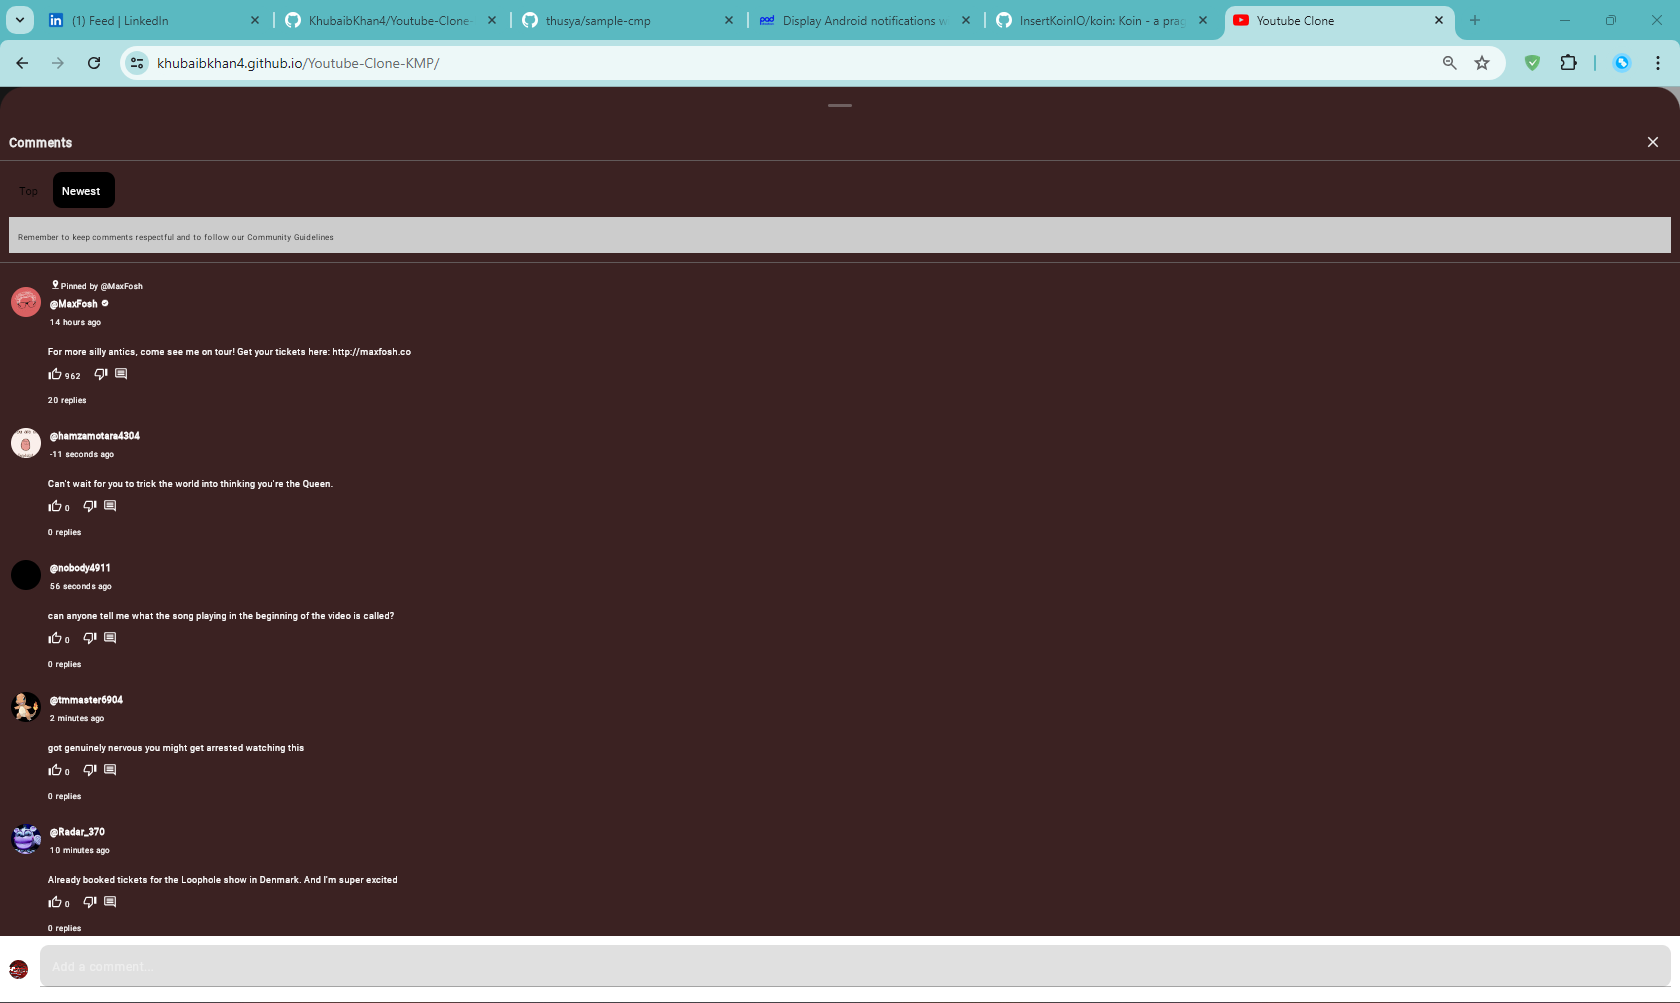 (1) Feed | LinkedIn
KhubaibKhan4/Youtube-Clone-
thusya/sample-cmp
Display Android notifications w
InsertKoinIO/koin: Koin - a prag
Youtube Clone
khubaibkhan4.github.io/Youtube-Clone-KMP/
Comments
Top
Newest
Remember to keep comments respectful and to follow our Community Guidelines
Pinned by @MaxFosh
@MaxFosh
14 hours ago
For more silly antics, come see me on tour! Get your tickets here: http://maxfosh.co
962
20 replies
@hamzamotara4304
-11 seconds ago
Can't wait for you to trick the world into thinking you're the Queen.
0
0 replies
@nobody4911
56 seconds ago
can anyone tell me what the song playing in the beginning of the video is called?
0
0 replies
@tmmaster6904
2 minutes ago
got genuinely nervous you might get arrested watching this
0
0 replies
@Radar_370
10 minutes ago
Already booked tickets for the Loophole show in Denmark. And I'm super excited
0
0 replies
Add a comment...